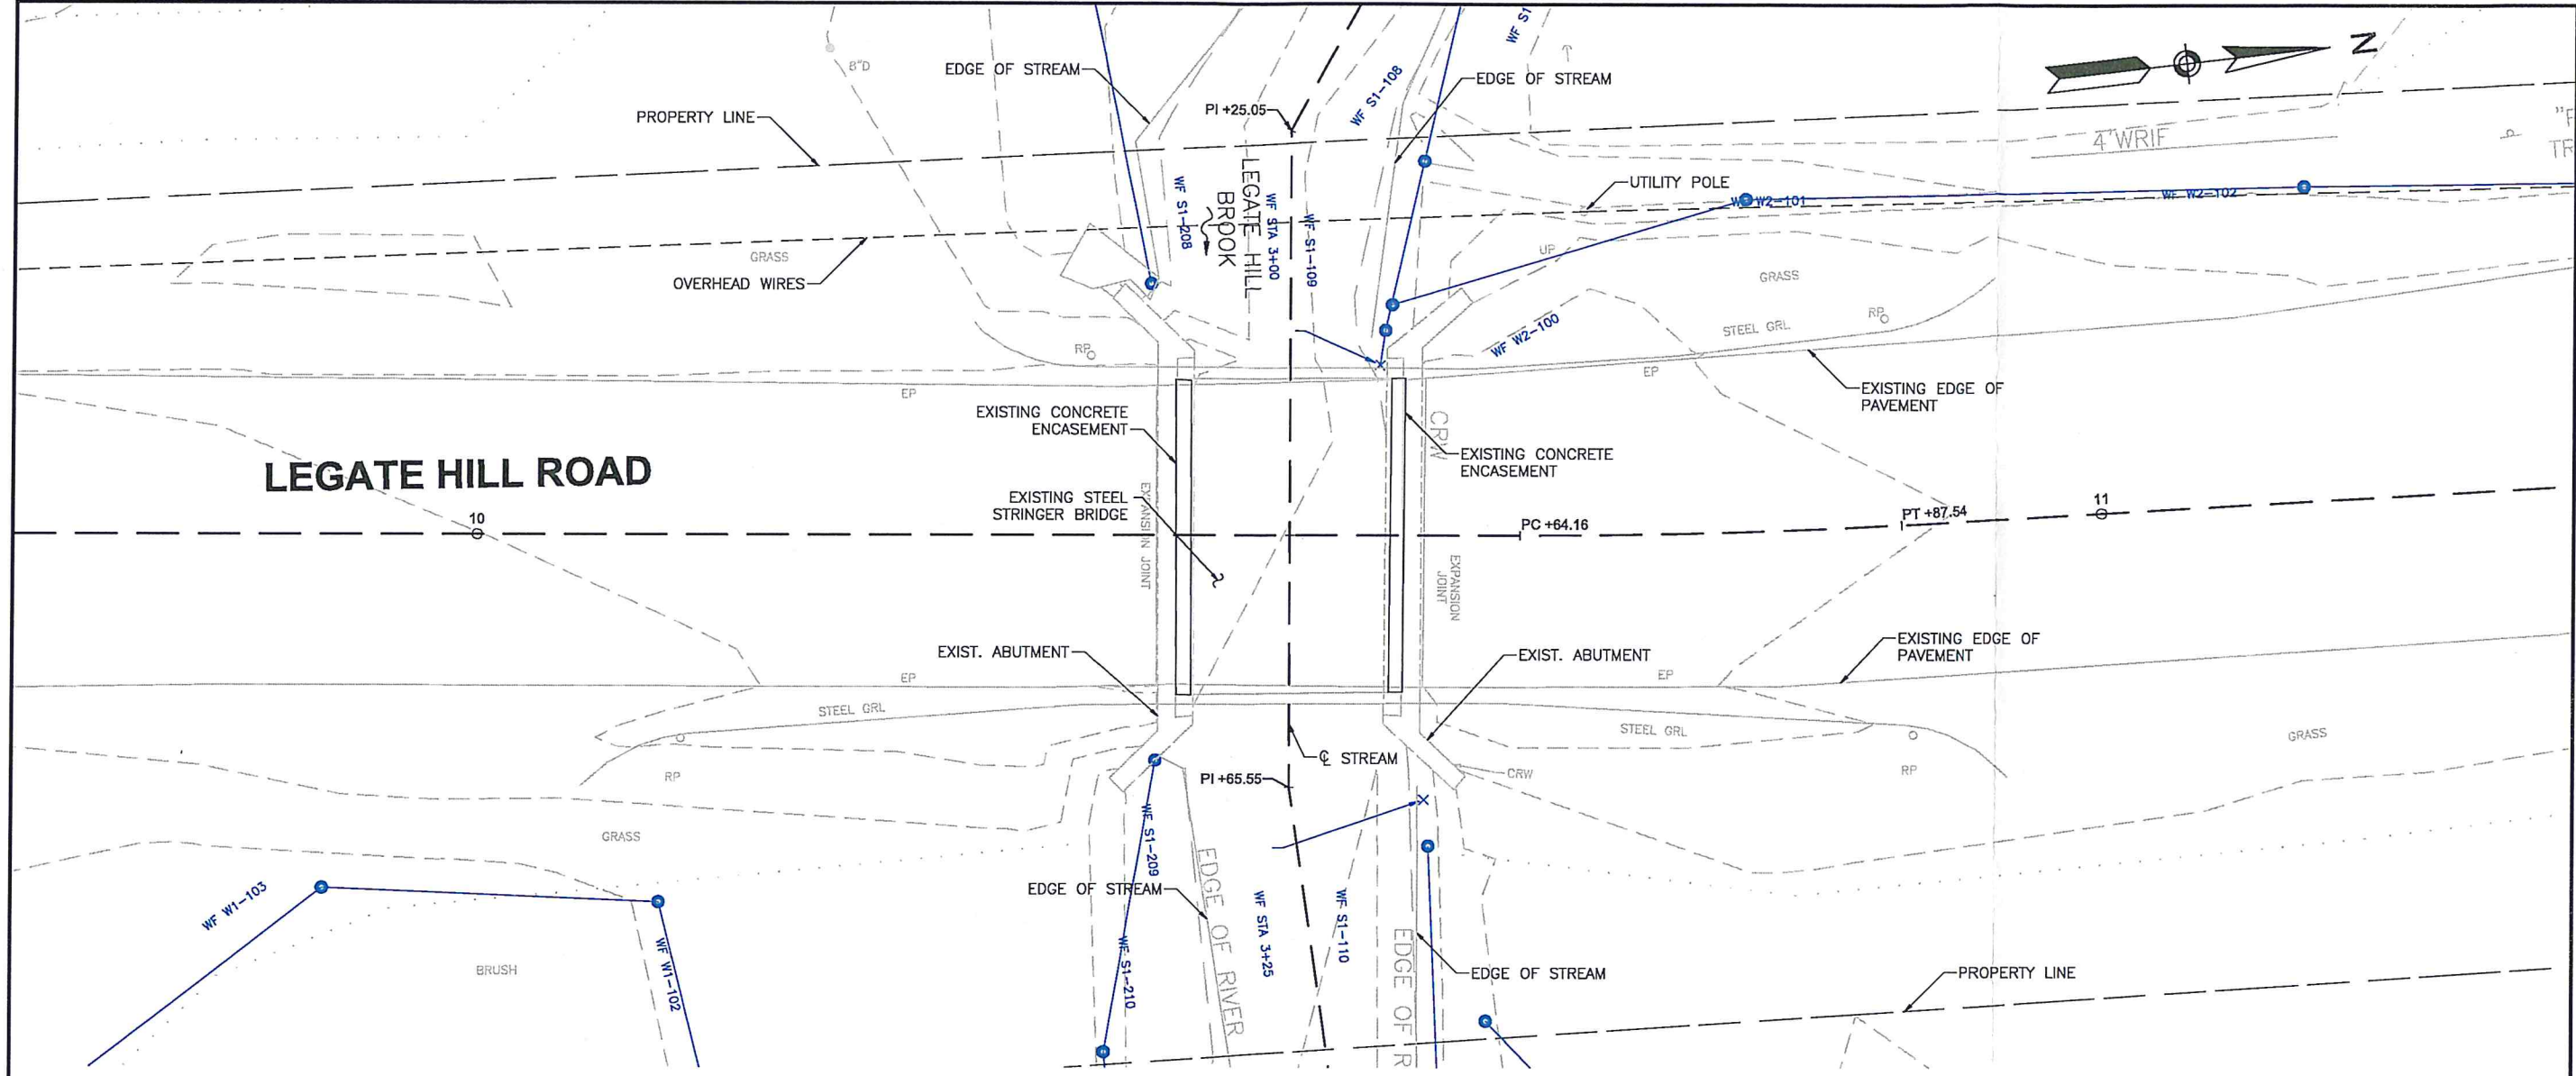 EDGE OF STREAM
8"D
PROPERTY LINE
PI +25.05
WF S1-108
WF S1
EDGE OF STREAM
N
4"WRIF
"F
TR
UTILITY POLE
WF S1-208
LEGATE HILL
BROOK
WF STA 3+00
WF S1-109
W2-101
WF W2-102
GRASS
OVERHEAD WIRES
UP
GRASS
STEEL GRL
RP
RP
WF W2-100
EP
EP
EXISTING EDGE OF
PAVEMENT
EXISTING CONCRETE
ENCASEMENT
CRW
EXISTING CONCRETE
ENCASEMENT
LEGATE HILL ROAD
EXISTING STEEL
STRINGER BRIDGE
EXPANSION JOINT
10
PC +64.16
PT +87.54
11
EXPANSION
JOINT
EXIST. ABUTMENT
EXIST. ABUTMENT
EXISTING EDGE OF
PAVEMENT
EP
EP
STEEL GRL
STEEL GRL
GRASS
RP
℄ STREAM
PI +65.55
CRW
RP
GRASS
WF S1-209
WF W1-103
EDGE OF STREAM
EDGE OF RIVER
WF STA 3+25
WF S1-110
EDGE OF R
WF W1-102
WF S1-210
BRUSH
EDGE OF STREAM
PROPERTY LINE